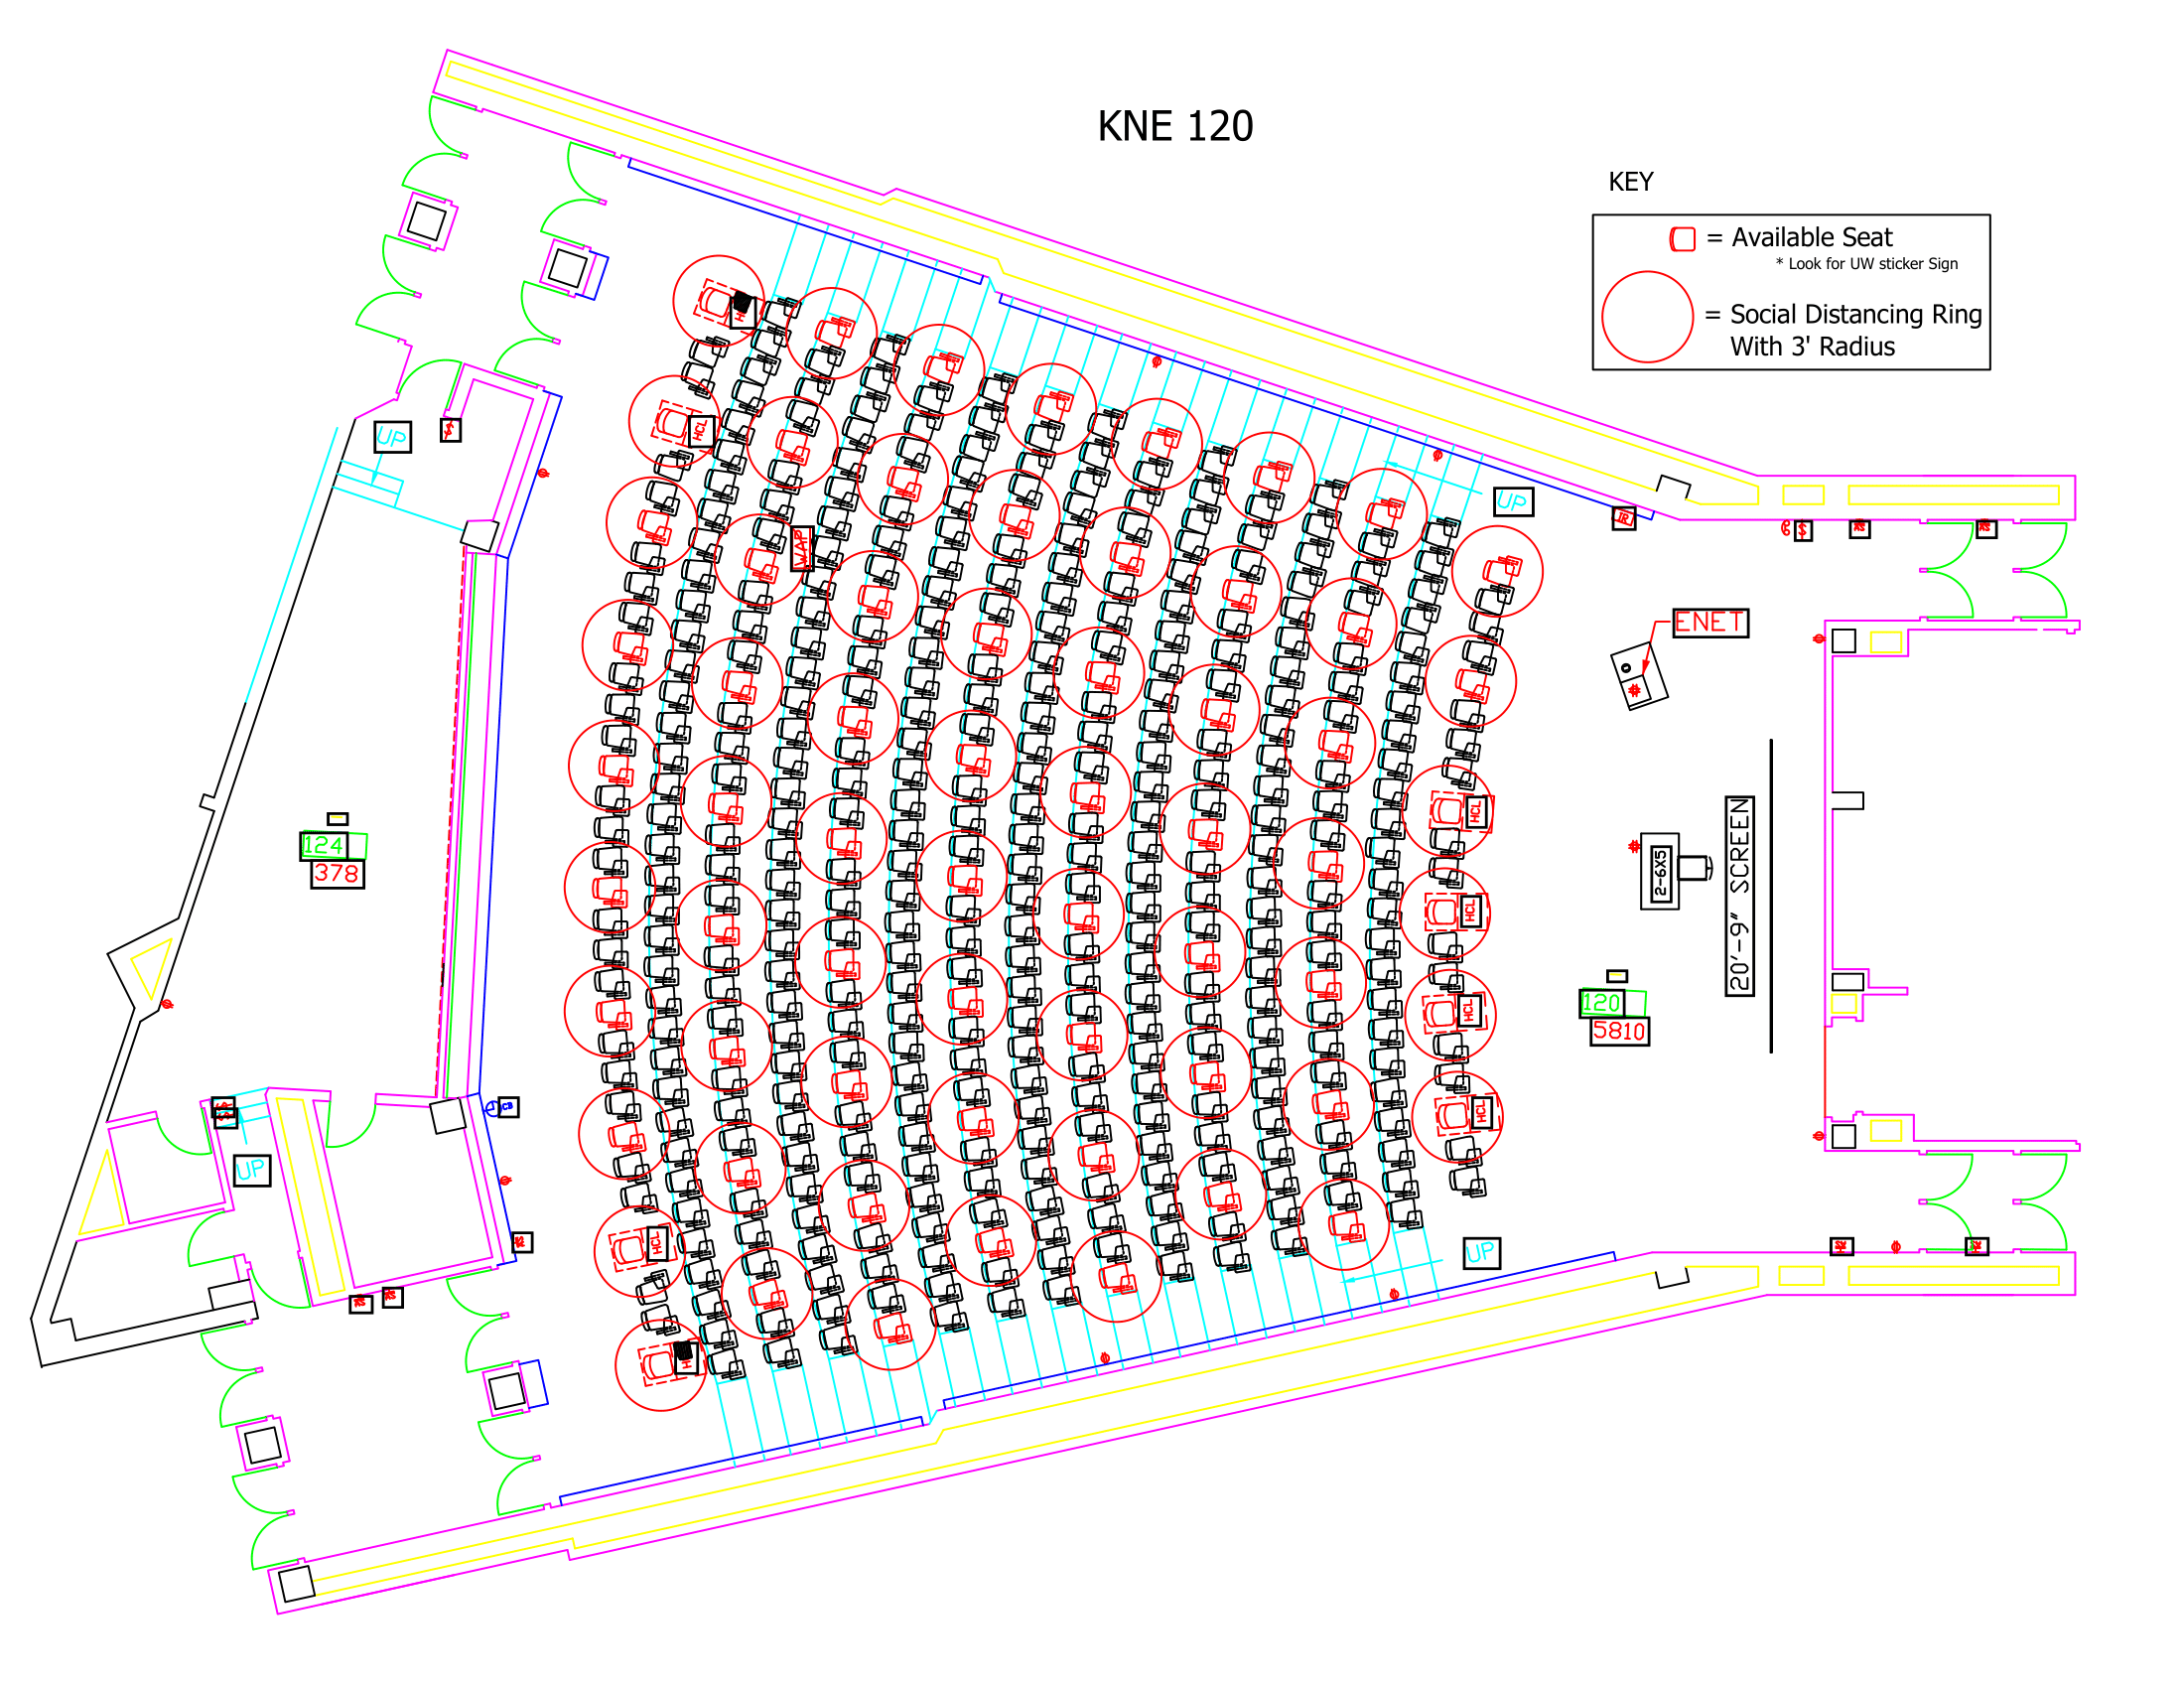 KNE 120
KEY
= Available Seat
* Look for UW sticker Sign
= Social Distancing Ring
With 3' Radius
HCL
UP
HCL
UP
WAP
ENET
HCL
124
378
2-6X5
20'-9" SCREEN
HCL
HCL
120
5810
HCL
UP
HCL
UP